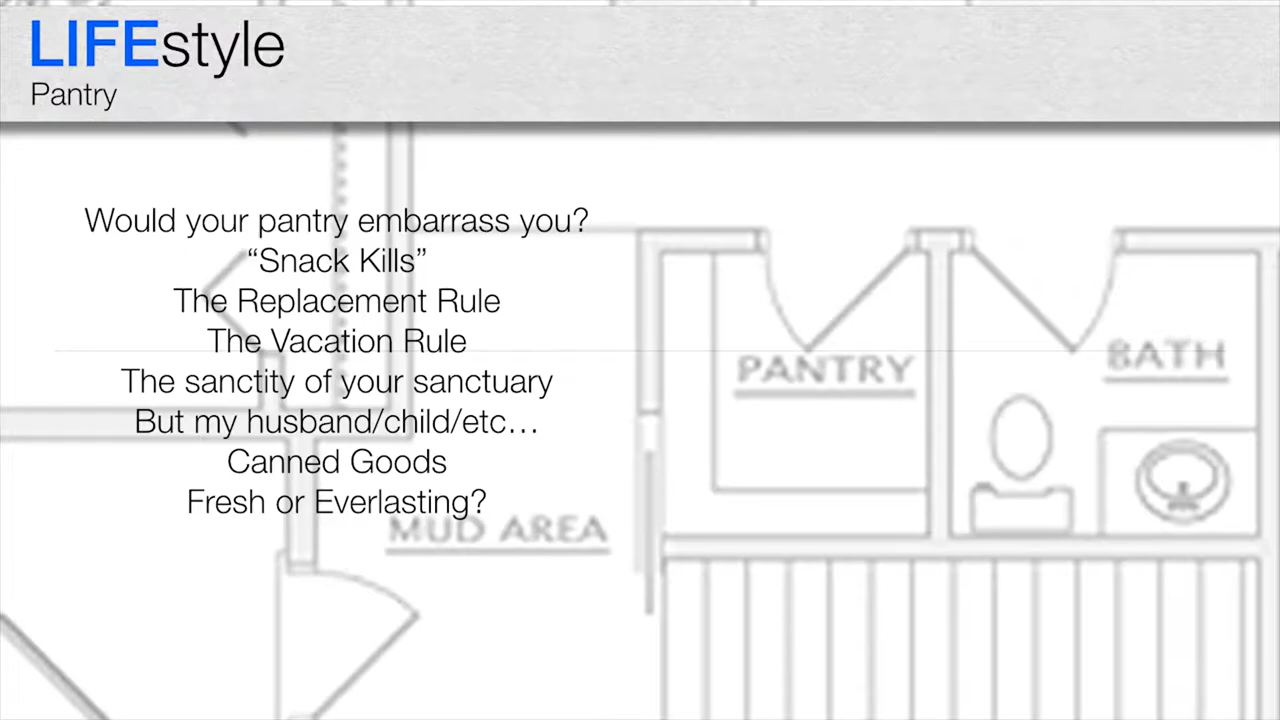 LIFEstyle
Pantry
Would your pantry embarrass you?
“Snack Kills”
The Replacement Rule
The Vacation Rule
The sanctity of your sanctuary
But my husband/child/etc…
Canned Goods
Fresh or Everlasting?
PANTRY
BATH
MUD AREA